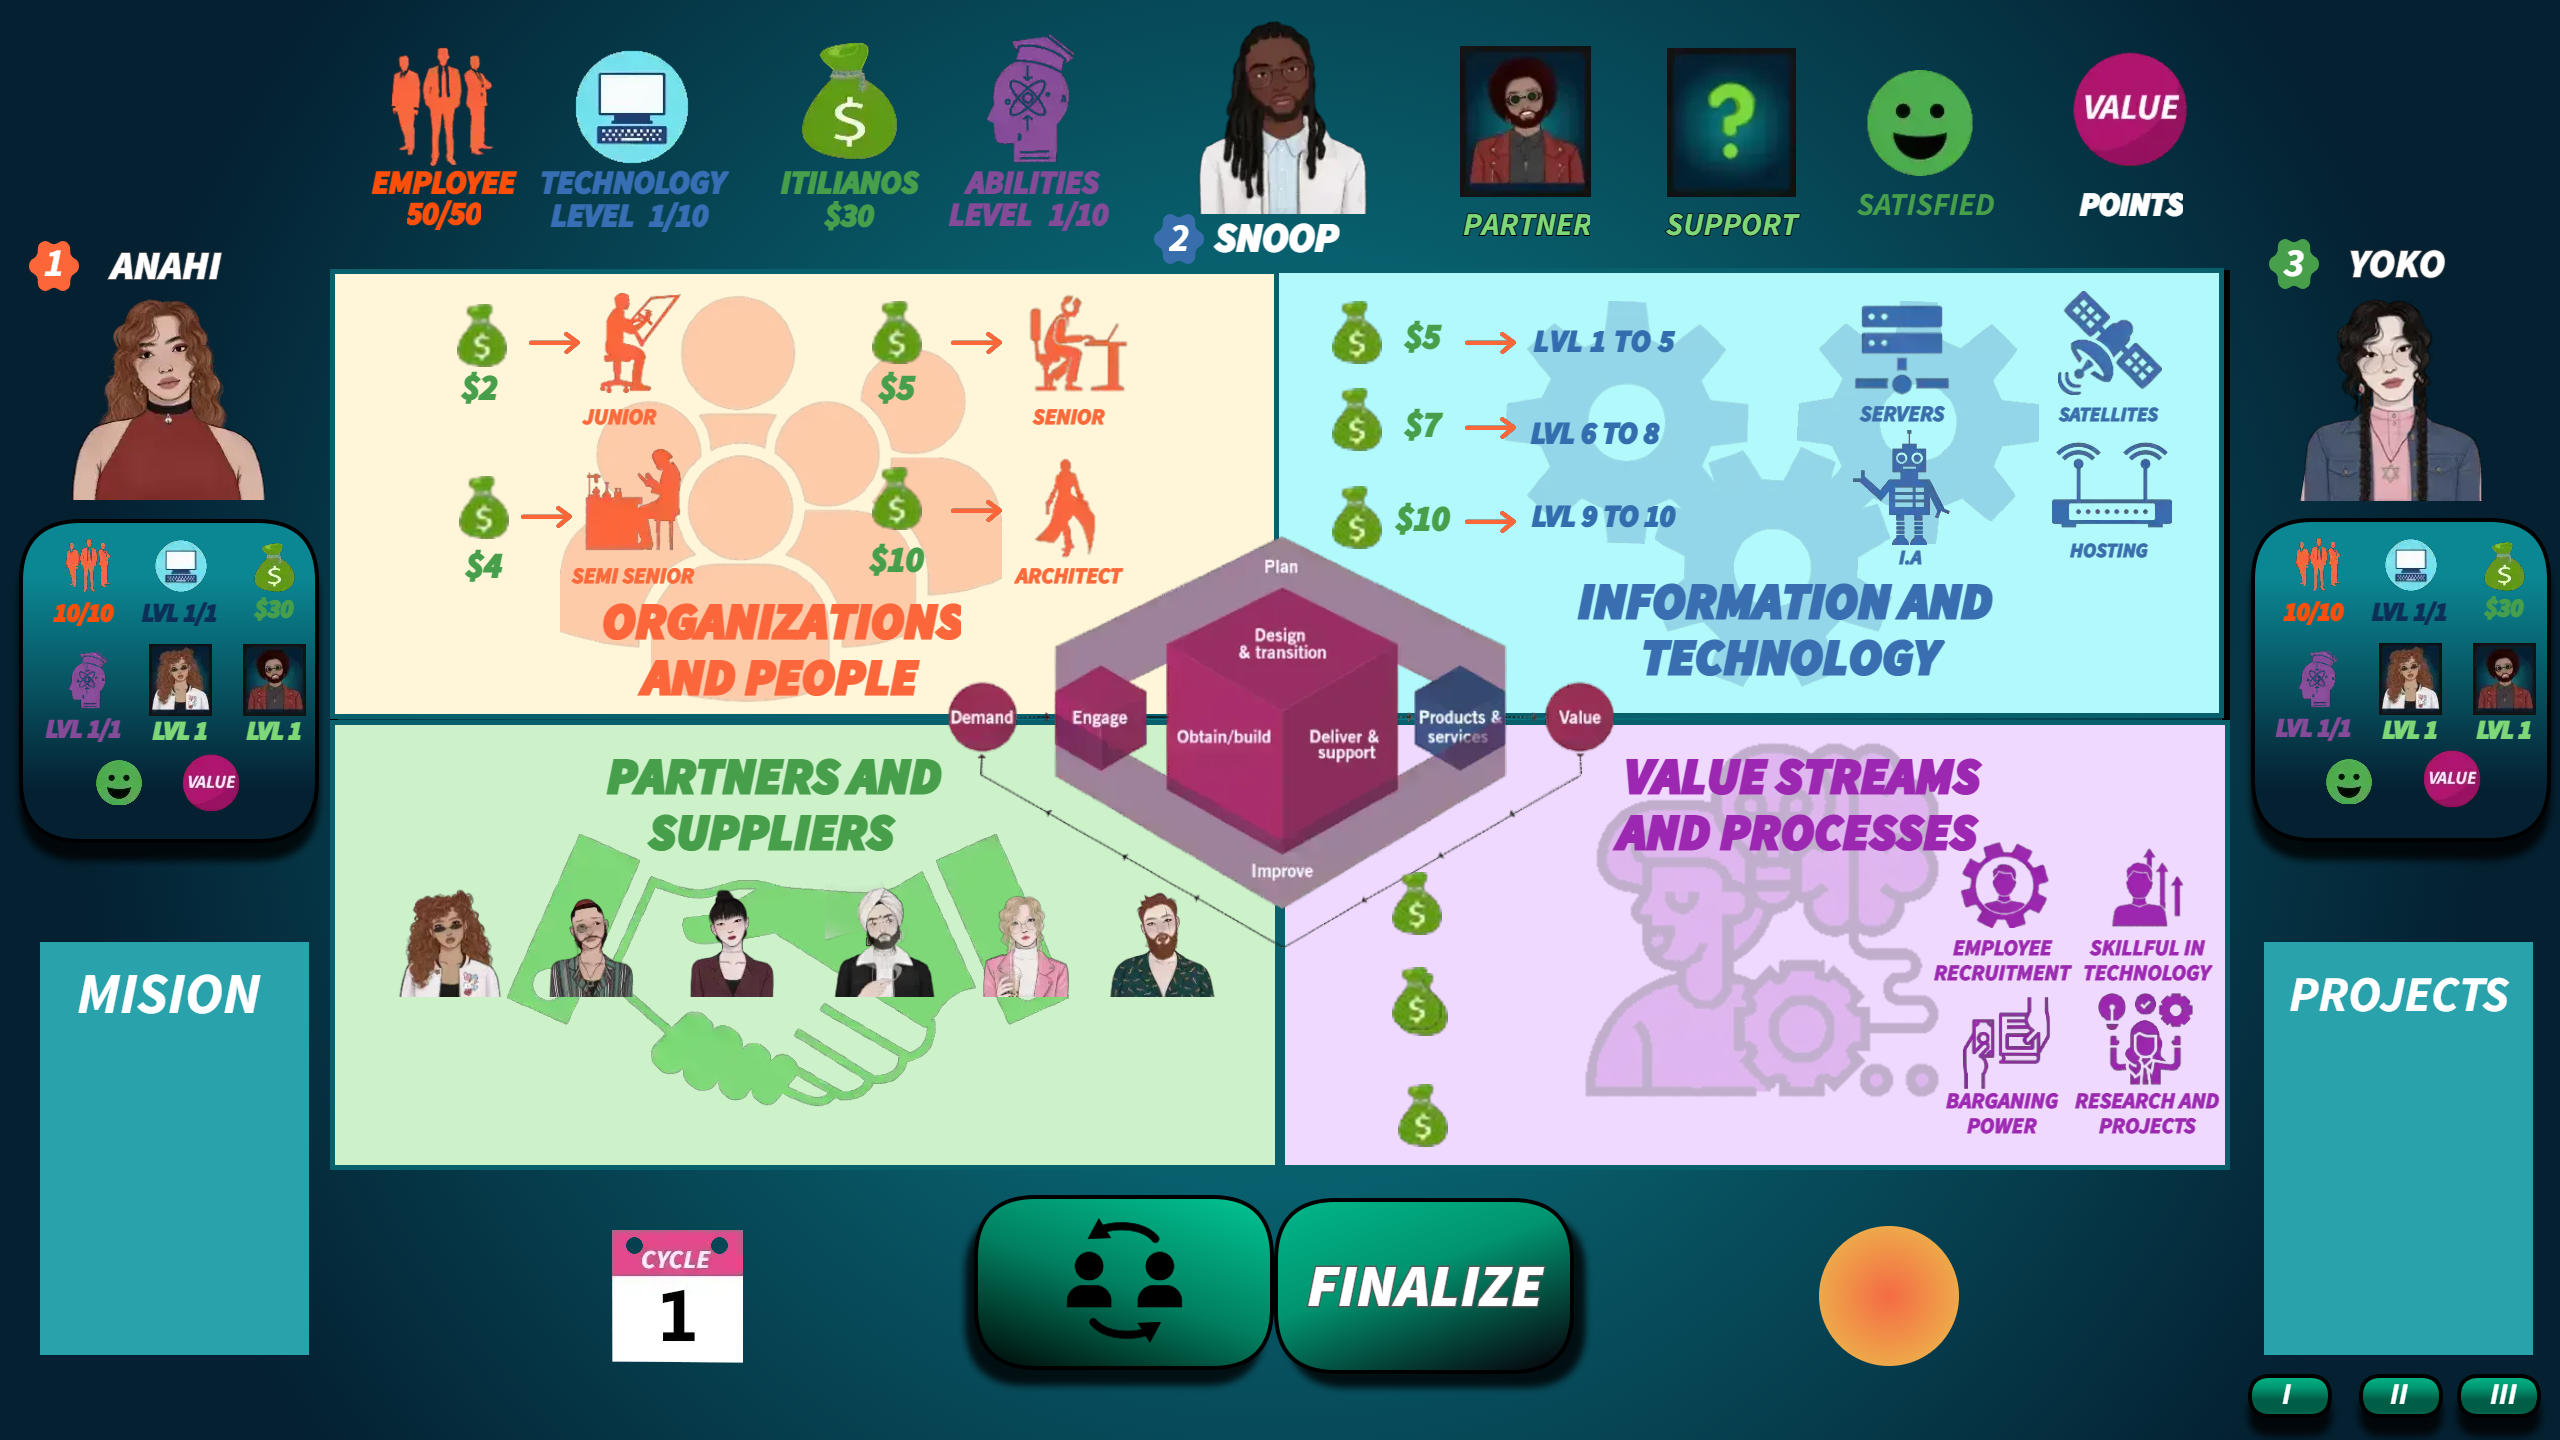 EMPLOYEE
50/50
TECHNOLOGY
LEVEL 1/10
ITILIANOS
$30
ABILITIES
LEVEL 1/10
2 SNOOP
PARTNER
SUPPORT
SATISFIED
VALUE
POINTS
1 ANAHI
10/10
LVL 1/1
$30
LVL 1/1
LVL 1
LVL 1
VALUE
3 YOKO
10/10
LVL 1/1
$30
LVL 1/1
LVL 1
LVL 1
VALUE
$2
JUNIOR
$5
SENIOR
$4
SEMI SENIOR
$10
ARCHITECT
ORGANIZATIONS
AND PEOPLE
$5
LVL 1 TO 5
$7
LVL 6 TO 8
$10
LVL 9 TO 10
SERVERS
SATELLITES
I.A
HOSTING
INFORMATION AND
TECHNOLOGY
Plan
Design
& transition
Demand
Engage
Obtain/build
Deliver &
support
Products &
services
Value
Improve
PARTNERS AND
SUPPLIERS
VALUE STREAMS
AND PROCESSES
EMPLOYEE
RECRUITMENT
SKILLFUL IN
TECHNOLOGY
BARGANING
POWER
RESEARCH AND
PROJECTS
MISION
PROJECTS
CYCLE
1
FINALIZE
I
II
III